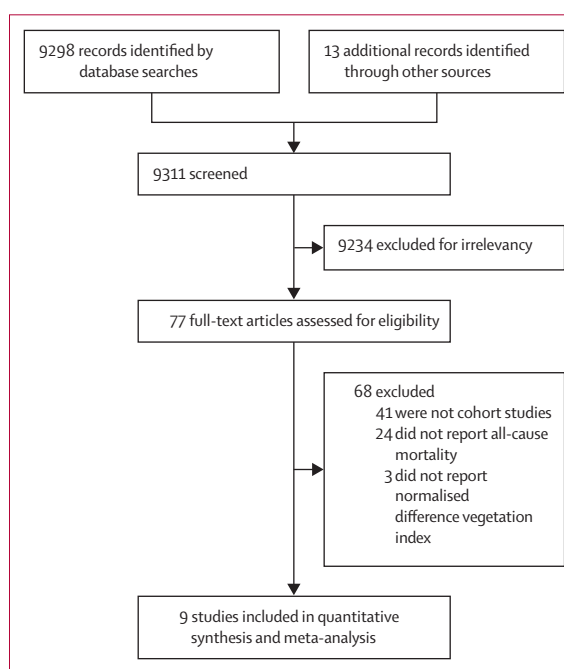 9298 records identified by
database searches
13 additional records identified
through other sources
9311 screened
9234 excluded for irrelevancy
77 full-text articles assessed for eligibility
68 excluded
41 were not cohort studies
24 did not report all-cause
mortality
3 did not report
normalised
difference vegetation
index
9 studies included in quantitative
synthesis and meta-analysis